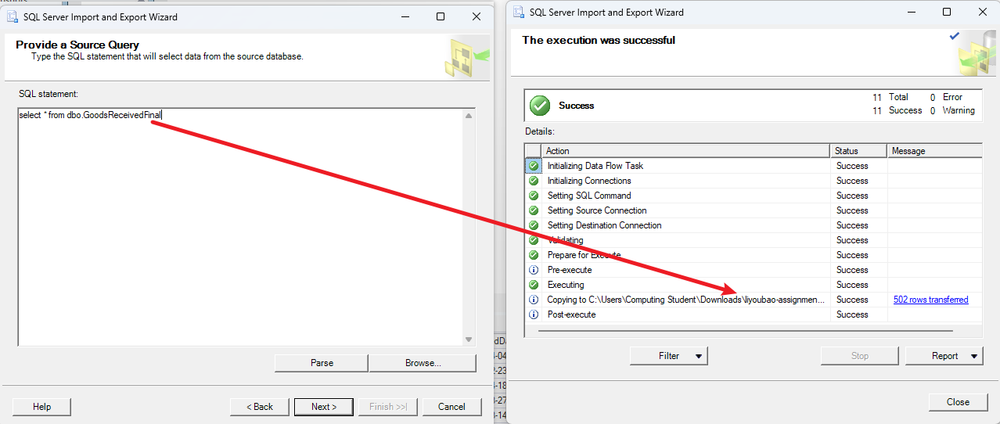 SQL Server Import and Export Wizard
Provide a Source Query
Type the SQL statement that will select data from the source database.
SQL statement:
select * from dbo.GoodsReceivedFinal
Parse
Browse...
Help
< Back
Next >
Finish >>|
Cancel
SQL Server Import and Export Wizard
The execution was successful
Success
11 Total 0 Error
11 Success 0 Warning
Details:
Action Status Message
Initializing Data Flow Task Success
Initializing Connections Success
Setting SQL Command Success
Setting Source Connection Success
Setting Destination Connection Success
Validating Success
Prepare for Execute Success
Pre-execute Success
Executing Success
Copying to C:\Users\Computing Student\Downloads\liyoubao-assignmen... Success 502 rows transferred
Post-execute Success
Filter
Stop
Report
Close